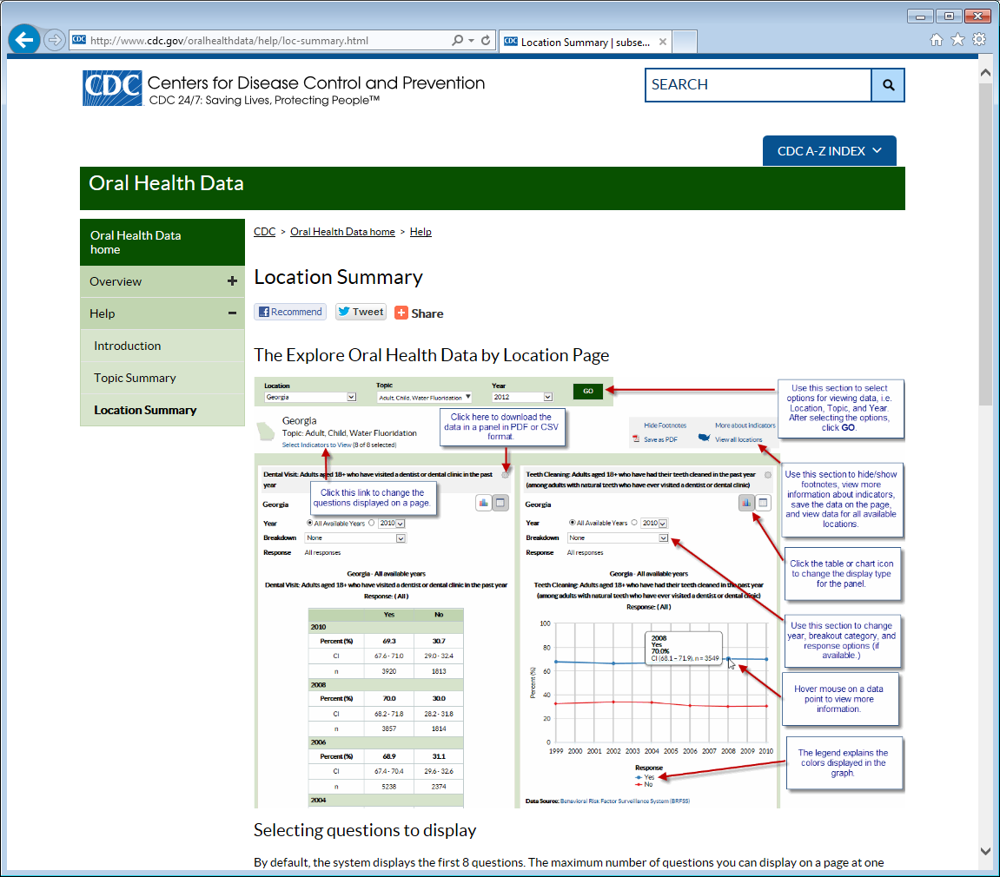 http://www.cdc.gov/oralhealthdata/help/loc-summary.html
CDC Location Summary | subse...
CDC Centers for Disease Control and Prevention
CDC 24/7: Saving Lives, Protecting People™
SEARCH
CDC A-Z INDEX
Oral Health Data
Oral Health Data
home
Overview
Help
Introduction
Topic Summary
Location Summary
CDC > Oral Health Data home > Help
Location Summary
Recommend
Tweet
Share
The Explore Oral Health Data by Location Page
Location
Topic
Year
Georgia
Adult, Child, Water Fluoridation
2012
GO
Use this section to select
options for viewing data, i.e.
Location, Topic, and Year.
After selecting the options,
click GO.
Georgia
Topic: Adult, Child, Water Fluoridation
Select Indicators to View (8 of 8 selected)
Click here to download the
data in a panel in PDF or CSV
format.
Hide Footnotes
More about indicators
Save as PDF
View all locations
Use this section to hide/show
footnotes, view more
information about indicators,
save the data on the page,
and view data for all available
locations.
Dental Visit: Adults aged 18+ who have visited a dentist or dental clinic in the past
year
Click this link to change the
questions displayed on a page.
Georgia
Year
All Available Years
2010
Breakdown
None
Response
All responses
Georgia - All available years
Dental Visit: Adults aged 18+ who have visited a dentist or dental clinic in the past year
Response: ( All )
Yes No
2010
Percent (%) 69.3 30.7
CI 67.6 - 71.0 29.0 - 32.4
n 3920 1813
2008
Percent (%) 70.0 30.0
CI 68.2 - 71.8 28.2 - 31.8
n 3857 1814
2006
Percent (%) 68.9 31.1
CI 67.4 - 70.4 29.6 - 32.6
n 5238 2374
2004
Teeth Cleaning: Adults aged 18+ who have had their teeth cleaned in the past year
(among adults with natural teeth who have ever visited a dentist or dental clinic)
Georgia
Year
All Available Years
2010
Breakdown
None
Response
All responses
Georgia - All available years
Teeth Cleaning: Adults aged 18+ who have had their teeth cleaned in the past year
(among adults with natural teeth who have ever visited a dentist or dental clinic)
Response: ( All )
Percent (%)
100
80
60
40
20
0
2008
Yes
70.0%
CI (68.1 – 71.9), n = 3549
1999 2000 2001 2002 2003 2004 2005 2006 2007 2008 2009 2010
Response
Yes
No
Data Source: Behavioral Risk Factor Surveillance System (BRFSS)
Click the table or chart icon
to change the display type
for the panel.
Use this section to change
year, breakout category, and
response options (if
available.)
Hover mouse on a data
point to view more
information.
The legend explains the
colors displayed in the
graph.
Selecting questions to display
By default, the system displays the first 8 questions. The maximum number of questions you can display on a page at one